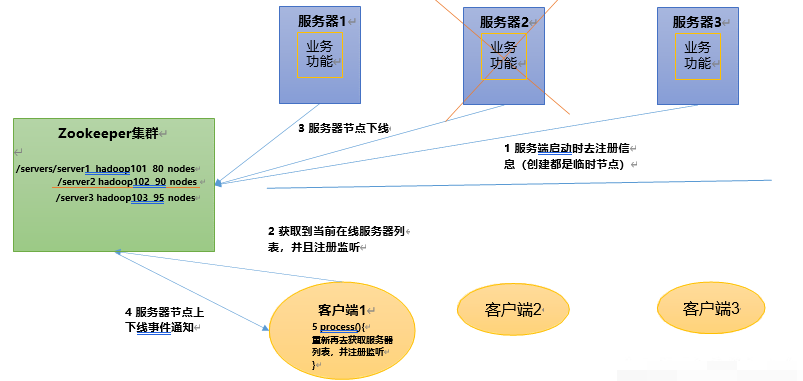 服务器1
业务
功能
服务器2
业务
功能
服务器3
业务
功能
3 服务器节点下线
1 服务端启动时去注册信
息（创建都是临时节点）
Zookeeper集群
/servers/server1 hadoop101 80 nodes
/server2 hadoop102 90 nodes
/server3 hadoop103 95 nodes
2 获取到当前在线服务器列
表，并且注册监听
4 服务器节点上
下线事件通知
客户端1
5 process(){
重新再去获取服务器
列表，并注册监听
}
客户端2
客户端3